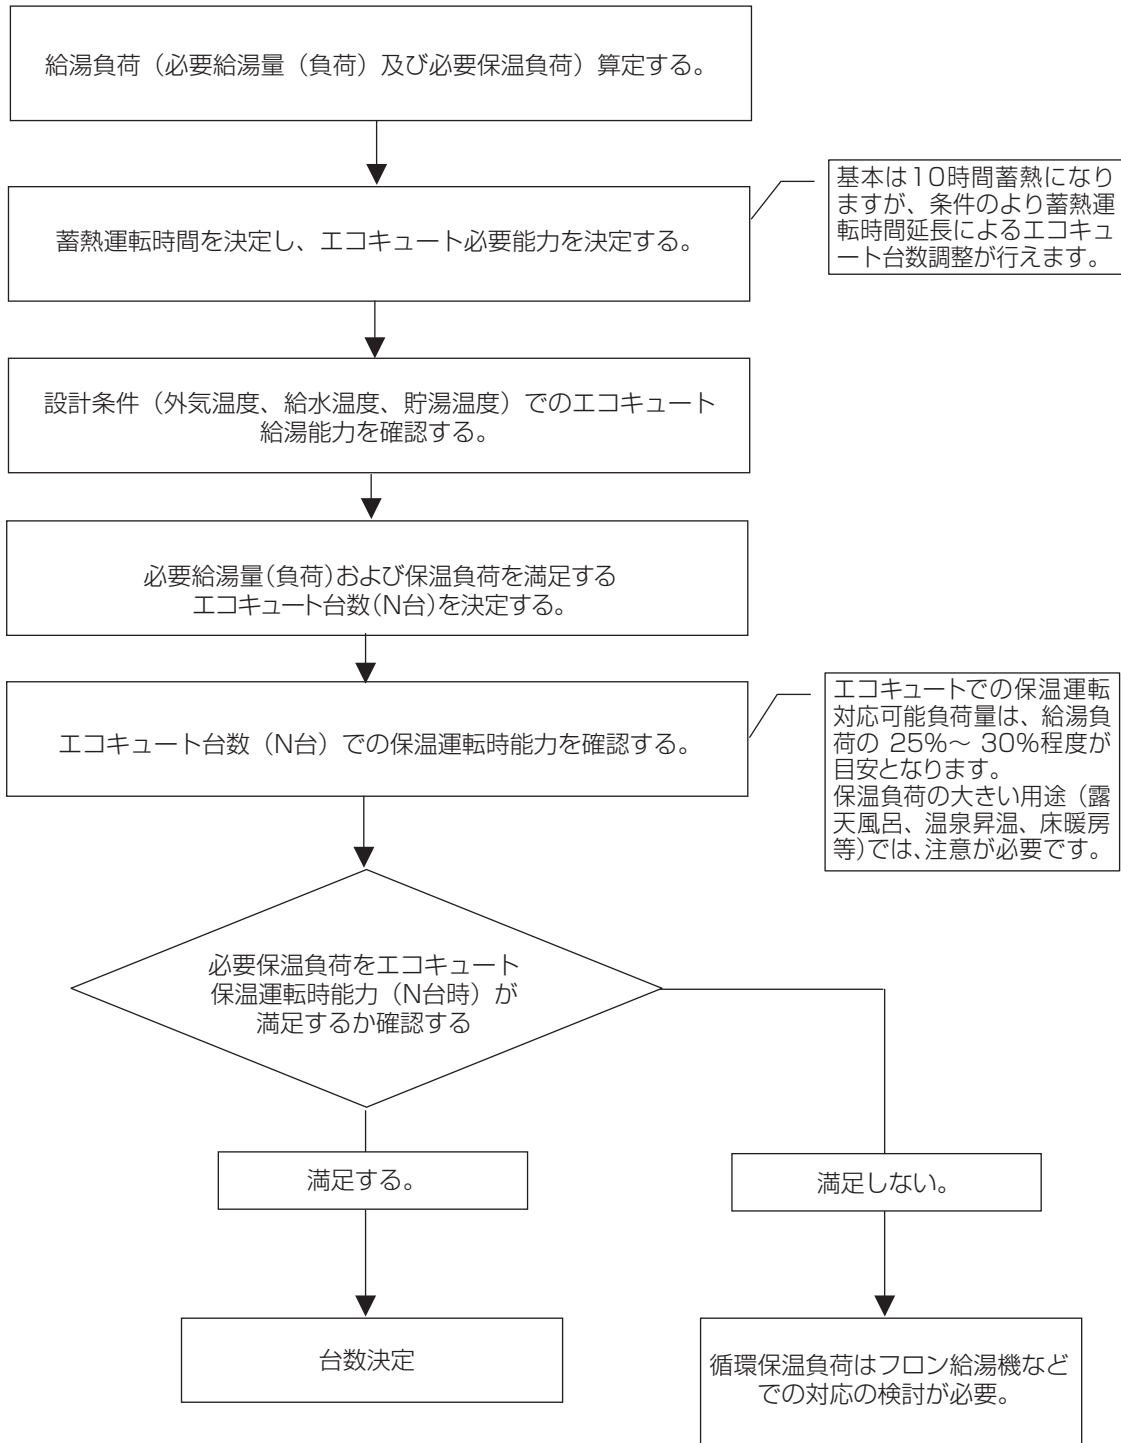 給湯負荷（必要給湯量（負荷）及び必要保温負荷）算定する。
基本は10時間蓄熱になり
ますが、条件のより蓄熱運
転時間延長によるエコキュ
ート台数調整が行えます。
蓄熱運転時間を決定し、エコキュート必要能力を決定する。
設計条件（外気温度、給水温度、貯湯温度）でのエコキュート
給湯能力を確認する。
必要給湯量(負荷)および保温負荷を満足する
エコキュート台数(N台)を決定する。
エコキュートでの保温運転
対応可能負荷量は、給湯負
荷の 25%～ 30%程度が
目安となります。
保温負荷の大きい用途（露
天風呂、温泉昇温、床暖房
等)では、注意が必要です。
エコキュート台数（N台）での保温運転時能力を確認する。
必要保温負荷をエコキュート
保温運転時能力（N台時）が
満足するか確認する
満足する。
満足しない。
台数決定
循環保温負荷はフロン給湯機など
での対応の検討が必要。